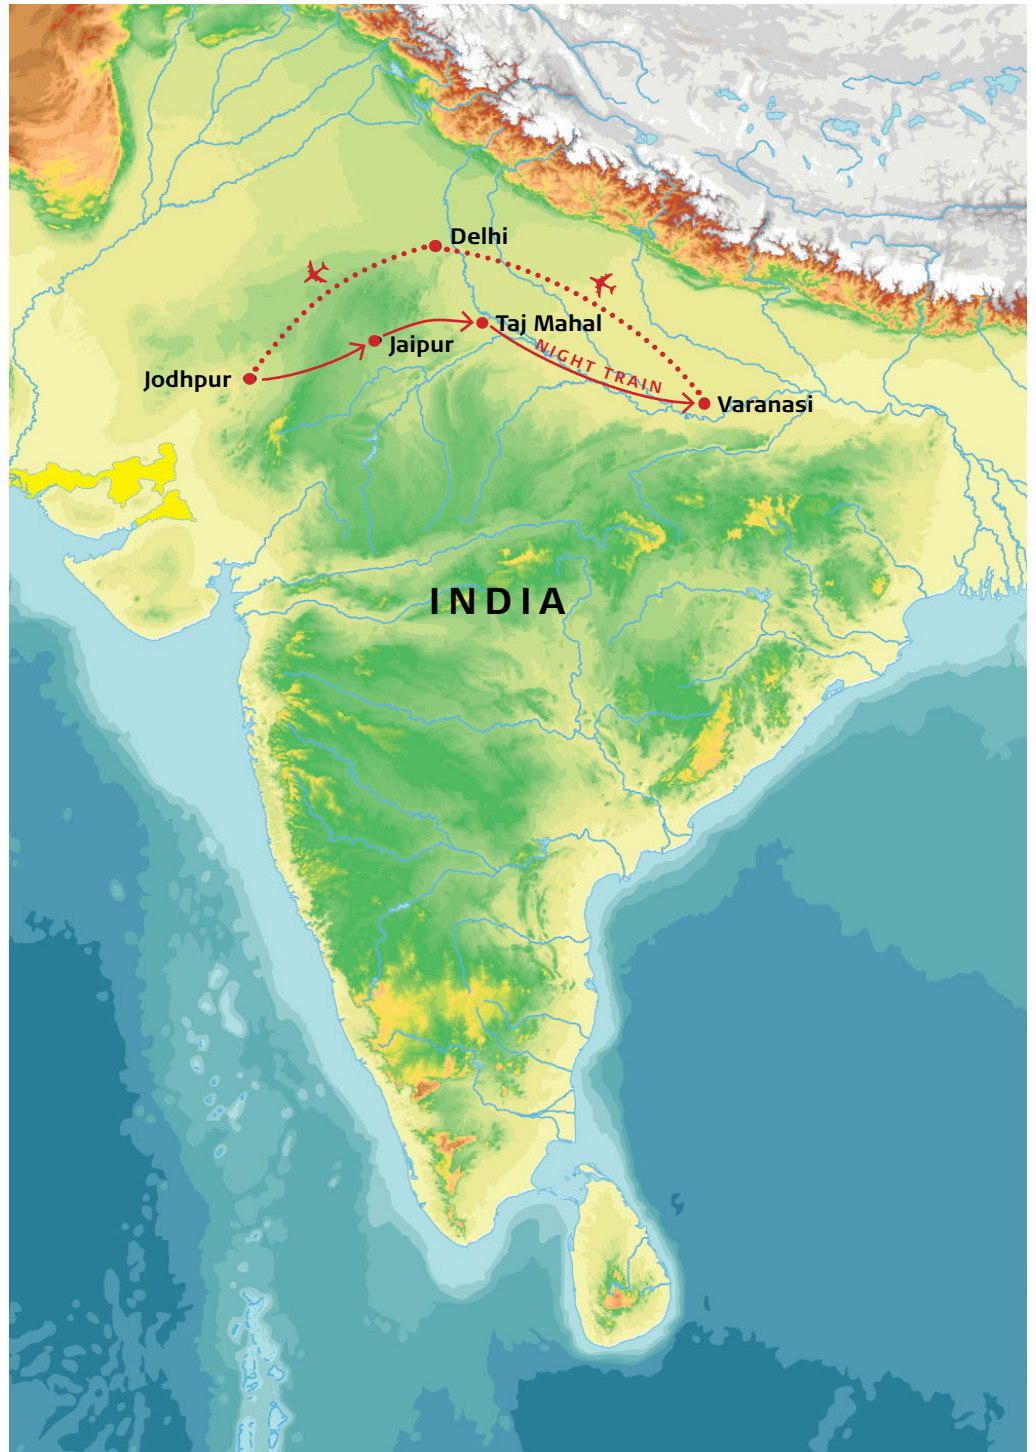 Delhi
Taj Mahal
Jaipur
NIGHT TRAIN
Jodhpur
Varanasi
INDIA